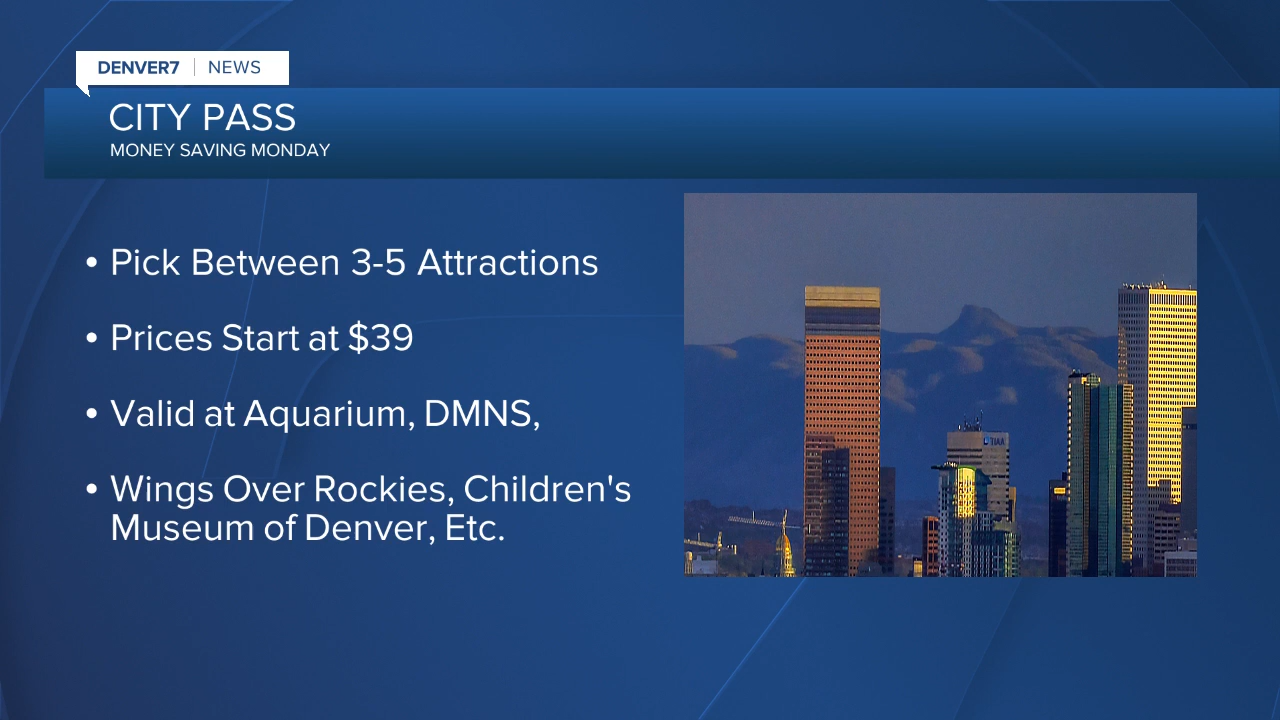 DENVER7 | NEWS
CITY PASS
MONEY SAVING MONDAY
• Pick Between 3-5 Attractions
• Prices Start at $39
• Valid at Aquarium, DMNS,
• Wings Over Rockies, Children's
Museum of Denver, Etc.
TIAA